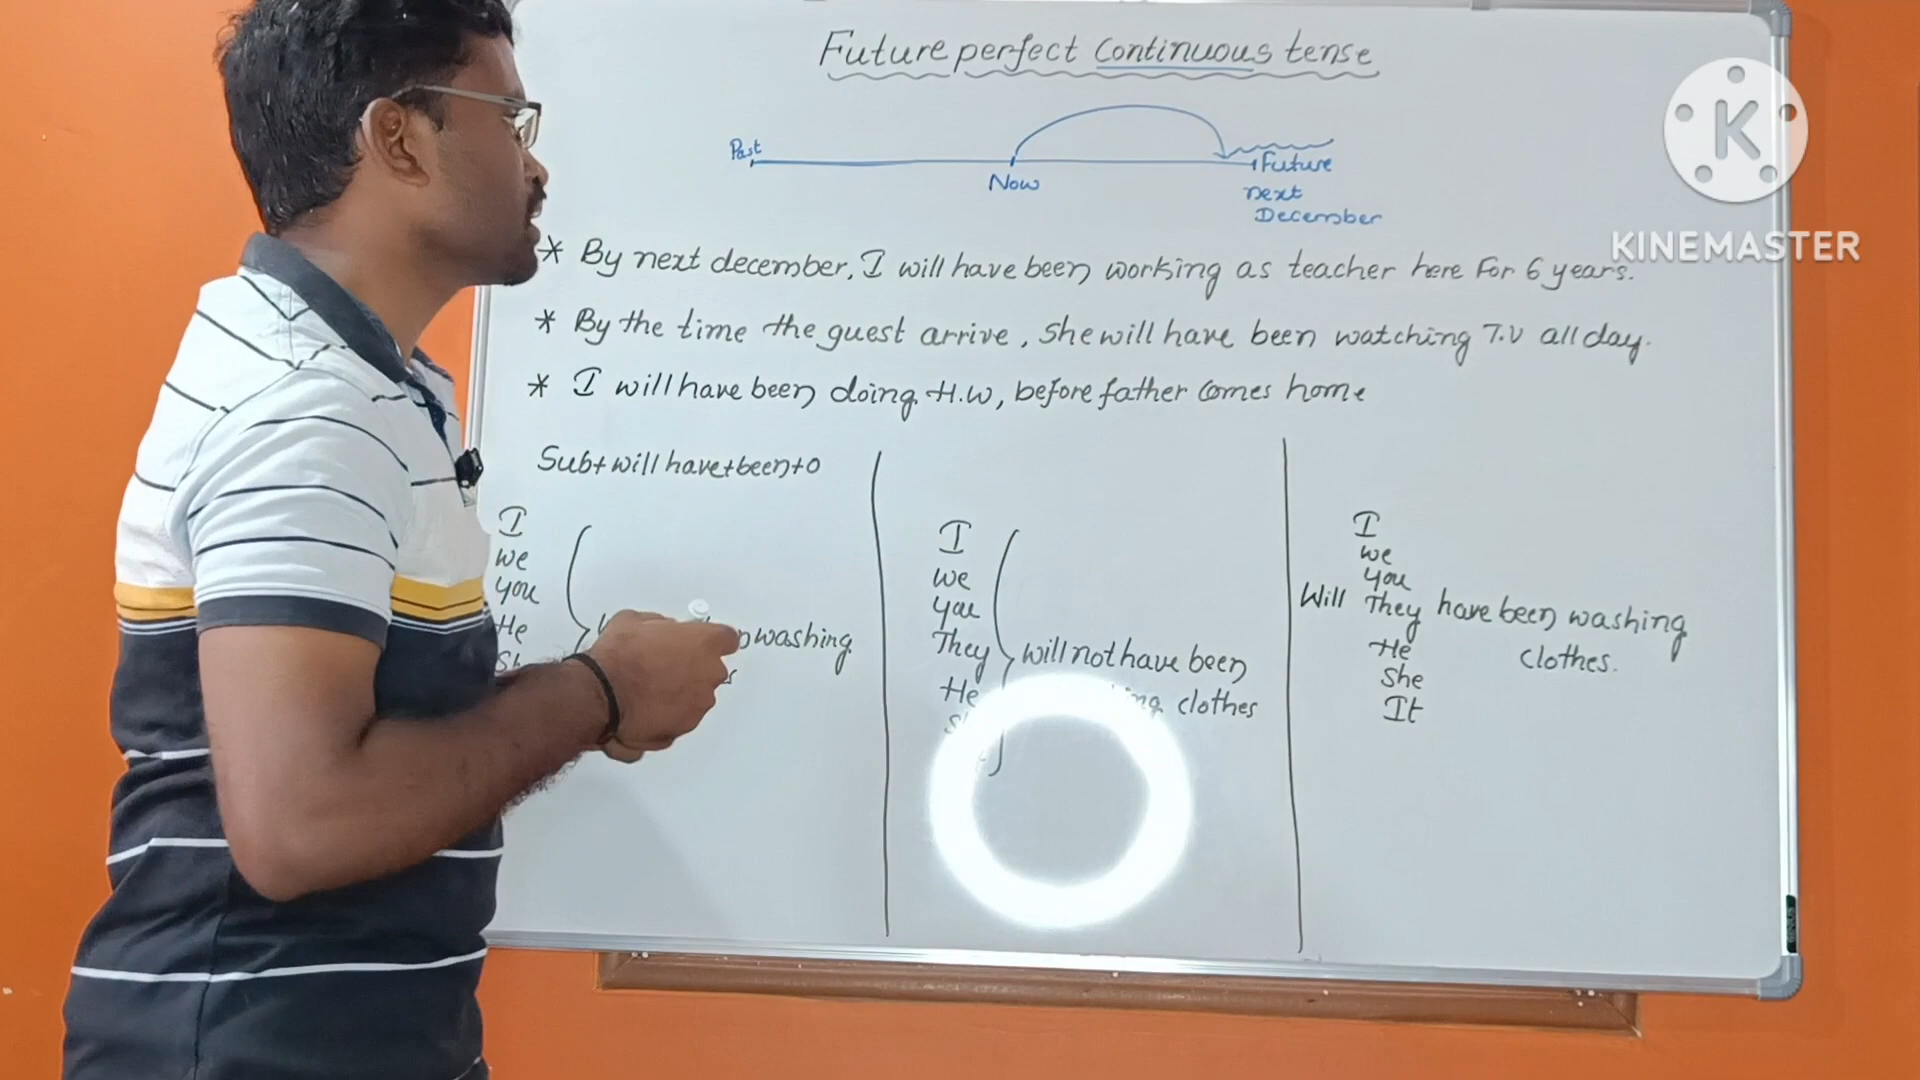 Future perfect continuous tense
K
KINEMASTER
Past
Now
Future
next
December
* By next december, I will have been working as teacher here For 6 years.
* By the time the guest arrive, She will have been watching T.V all day.
* I will have been doing H.W, before father comes home
Sub+will have+been+o
I
we
you
He
washing
I
we
you
They
He
will not have been
clothes
I
we
you
Will They have been washing
He clothes.
She
It